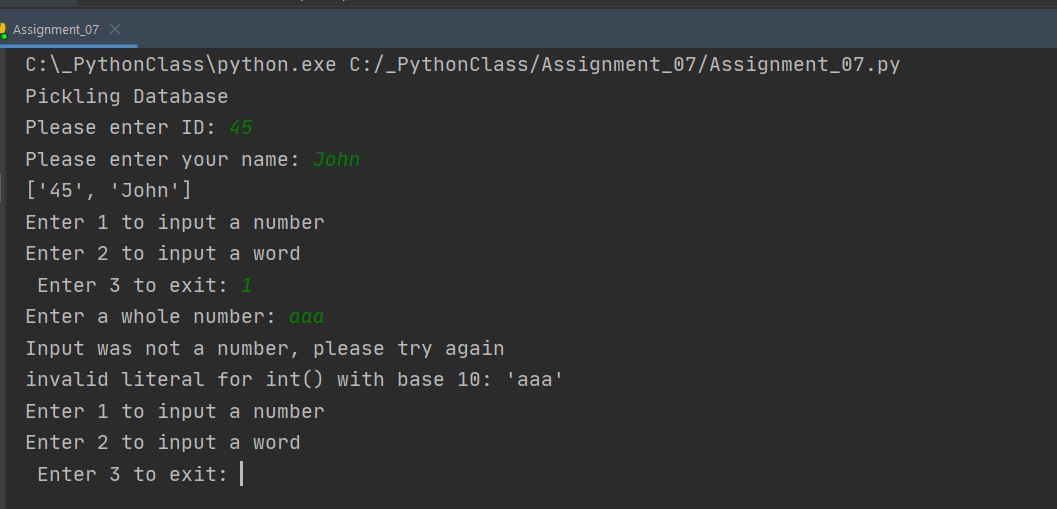 Assignment_07
C:\_PythonClass\python.exe C:/_PythonClass/Assignment_07/Assignment_07.py
Pickling Database
Please enter ID: 45
Please enter your name: John
['45', 'John']
Enter 1 to input a number
Enter 2 to input a word
 Enter 3 to exit: 1
Enter a whole number: aaa
Input was not a number, please try again
invalid literal for int() with base 10: 'aaa'
Enter 1 to input a number
Enter 2 to input a word
 Enter 3 to exit: